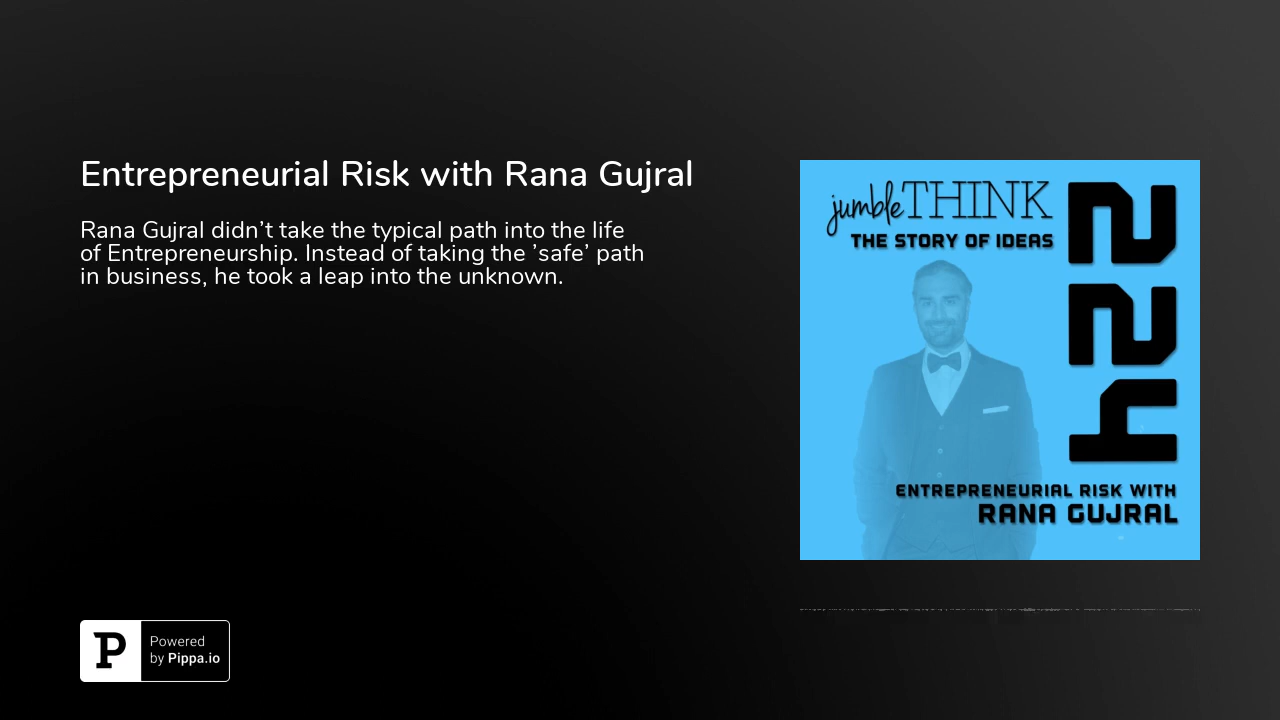 Entrepreneurial Risk with Rana Gujral
Rana Gujral didn’t take the typical path into the life
of Entrepreneurship. Instead of taking the ’safe’ path
in business, he took a leap into the unknown.
jumbleTHINK
THE STORY OF IDEAS
224
ENTREPRENEURIAL RISK WITH
RANA GUJRAL
P
Powered
by Pippa.io